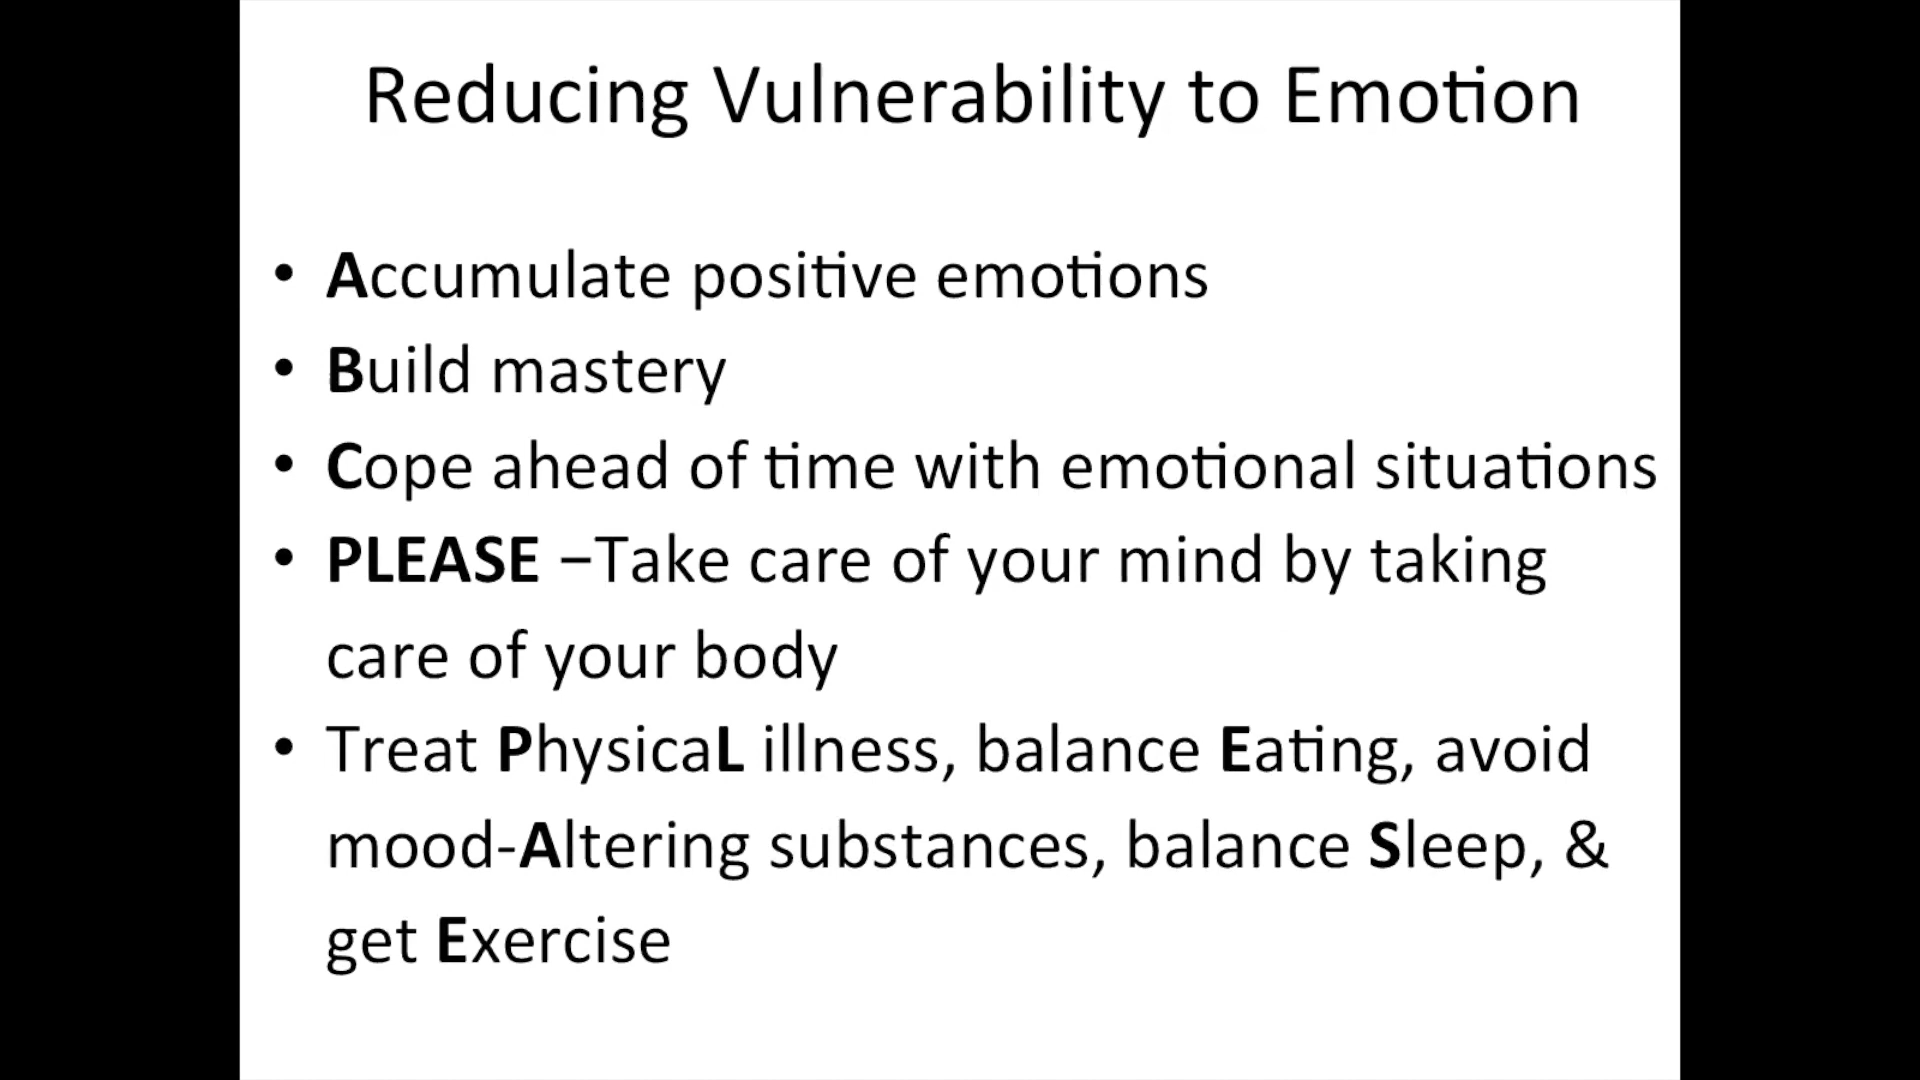 Reducing Vulnerability to Emotion
• Accumulate positive emotions
• Build mastery
• Cope ahead of time with emotional situations
• PLEASE –Take care of your mind by taking
care of your body
• Treat PhysicaL illness, balance Eating, avoid
mood-Altering substances, balance Sleep, &
get Exercise